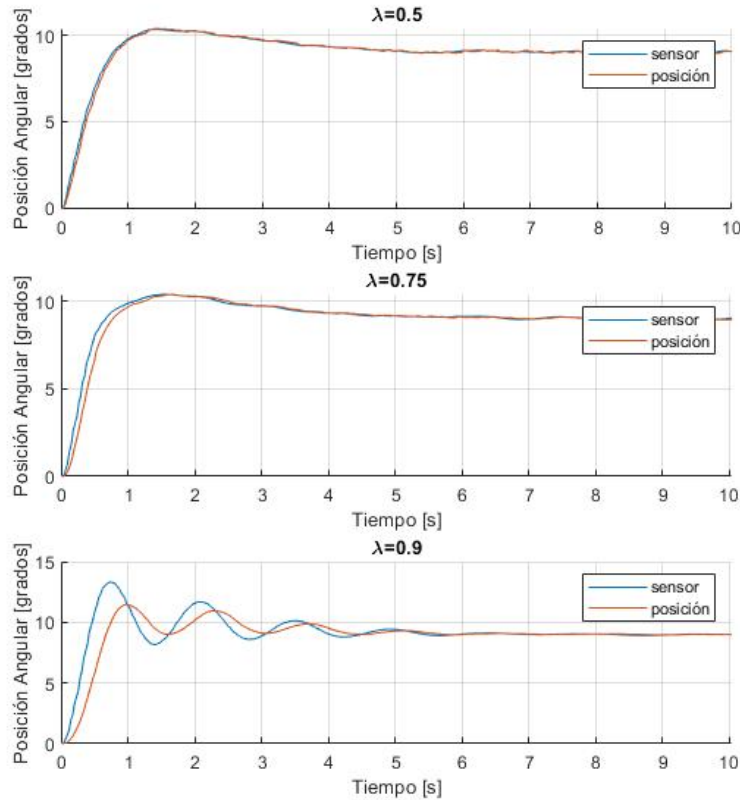 λ=0.5
Posición Angular [grados]
10
5
0
sensor
posición
0 1 2 3 4 5 6 7 8 9 10
Tiempo [s]
λ=0.75
Posición Angular [grados]
10
5
0
sensor
posición
0 1 2 3 4 5 6 7 8 9 10
Tiempo [s]
λ=0.9
Posición Angular [grados]
15
10
5
0
sensor
posición
0 1 2 3 4 5 6 7 8 9 10
Tiempo [s]